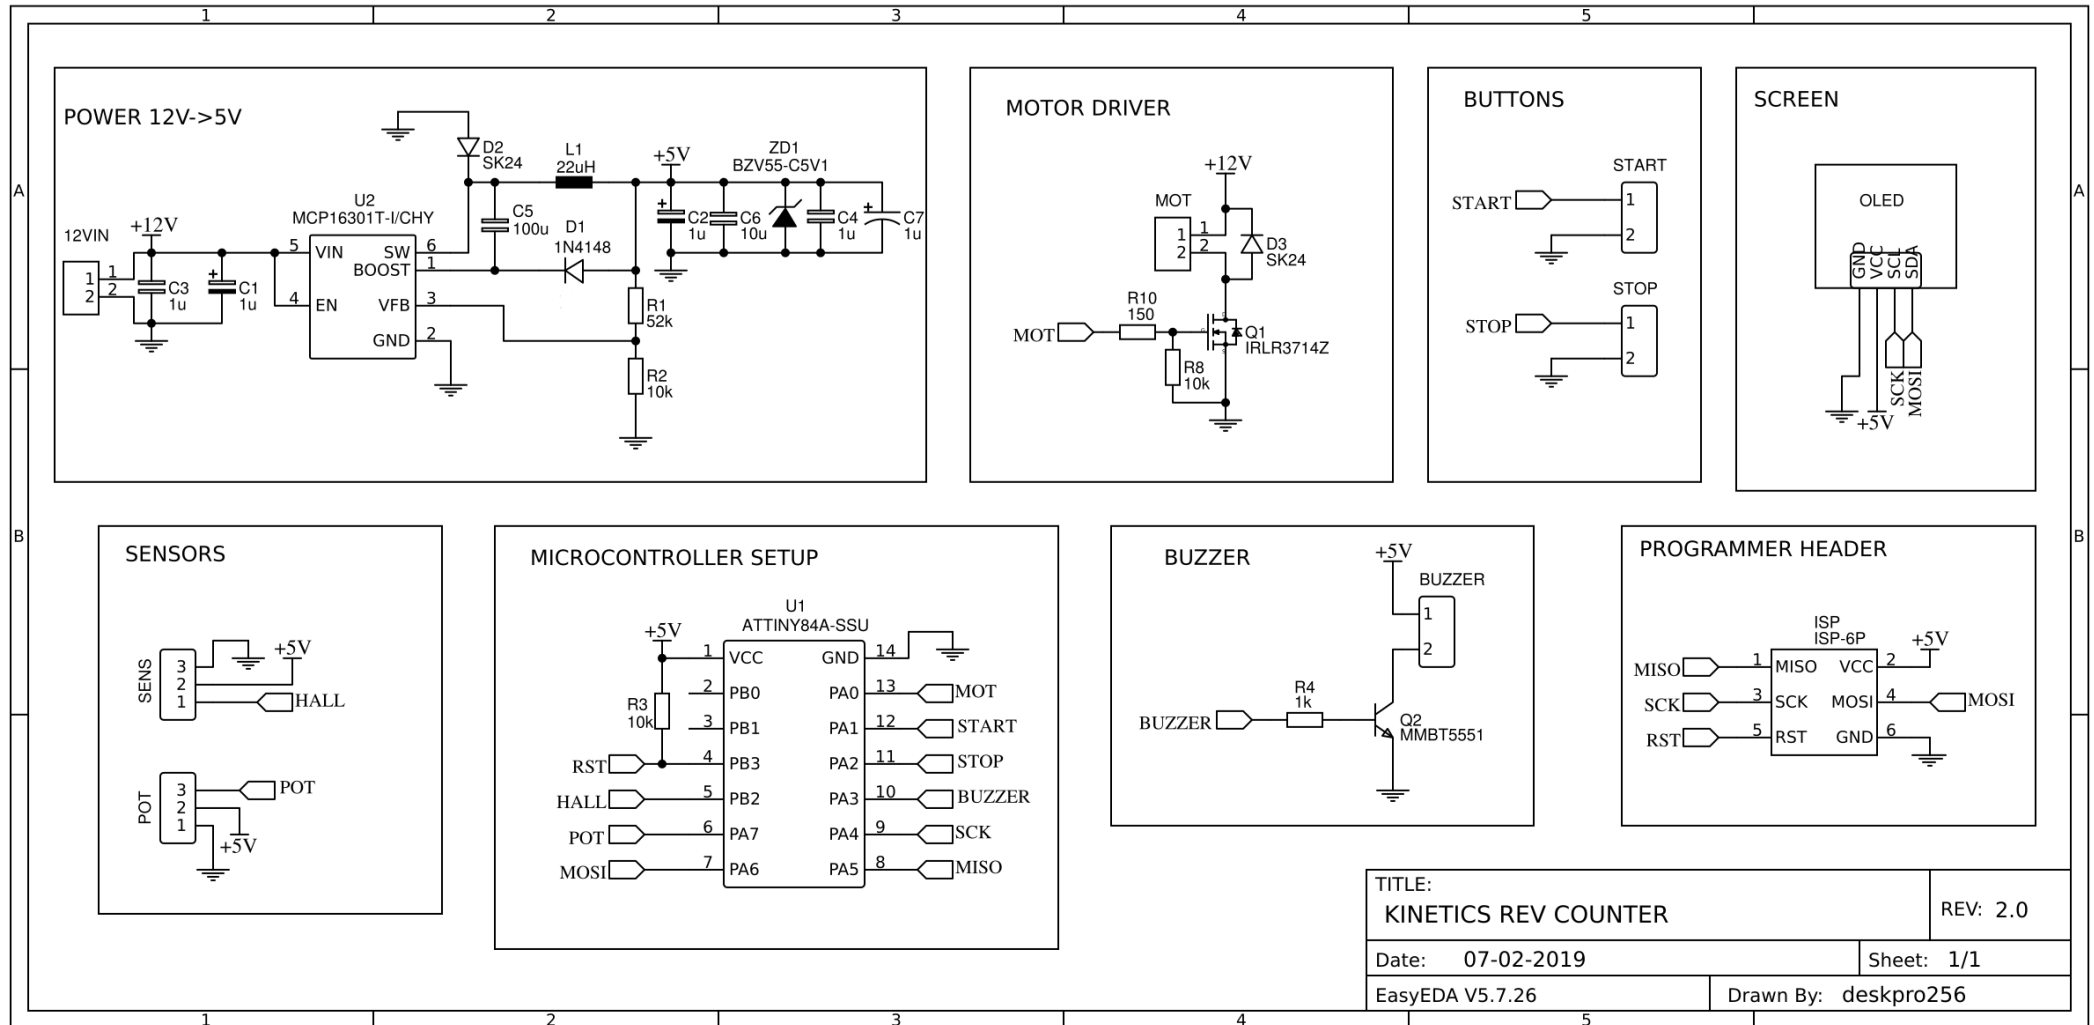 1 2 3 4 5
A A
B B
POWER 12V->5V
12VIN
+12V
1 1
2 2
C3
1u
C1
1u
U2
MCP16301T-I/CHY
5 VIN SW 6
BOOST 1
4 EN VFB 3
GND 2
D2
SK24
C5
100u
L1
22uH
D1
1N4148
R1
52k
R2
10k
+5V
C2
1u
C6
10u
ZD1
BZV55-C5V1
C4
1u
C7
1u
MOTOR DRIVER
+12V
MOT
1 1
2 2
D3
SK24
MOT
R10
150
R8
10k
Q1
IRLR3714Z
BUTTONS
START
START 1
2
STOP
STOP 1
2
SCREEN
OLED
GND
VCC
SCL
SDA
SCK
MOSI
+5V
SENSORS
SENS
3
2
1
+5V
HALL
POT
3
2
1
POT
+5V
MICROCONTROLLER SETUP
U1
ATTINY84A-SSU
+5V
R3
10k
1 VCC GND 14
2 PB0 PA0 13 MOT
3 PB1 PA1 12 START
RST 4 PB3 PA2 11 STOP
HALL 5 PB2 PA3 10 BUZZER
POT 6 PA7 PA4 9 SCK
MOSI 7 PA6 PA5 8 MISO
BUZZER
+5V
BUZZER
1
2
BUZZER
R4
1k
Q2
MMBT5551
PROGRAMMER HEADER
ISP
ISP-6P
+5V
MISO 1 MISO VCC 2
SCK 3 SCK MOSI 4 MOSI
RST 5 RST GND 6
TITLE:
KINETICS REV COUNTER
REV: 2.0
Date: 07-02-2019
Sheet: 1/1
EasyEDA V5.7.26
Drawn By: deskpro256
1 2 3 4 5